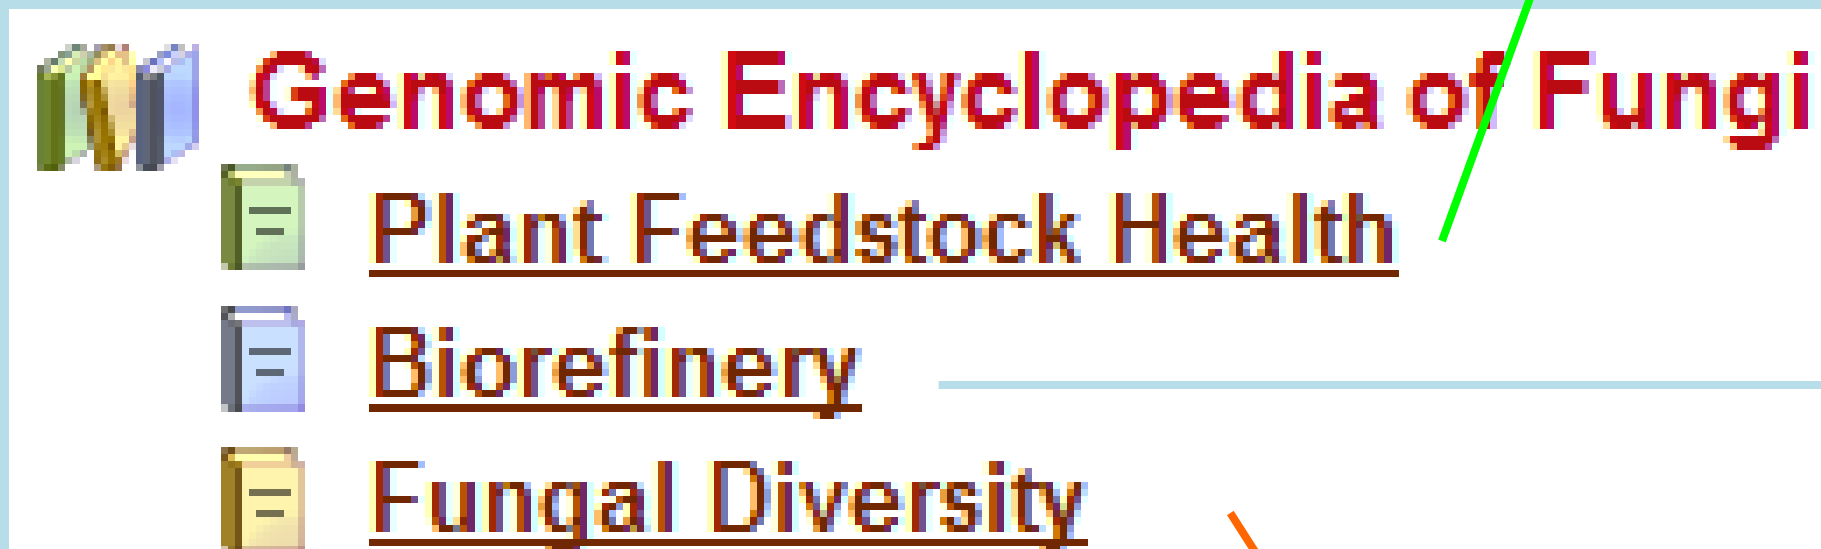 Genomic Encyclopedia of Fungi
Plant Feedstock Health
Biorefinery
Fungal Diversity